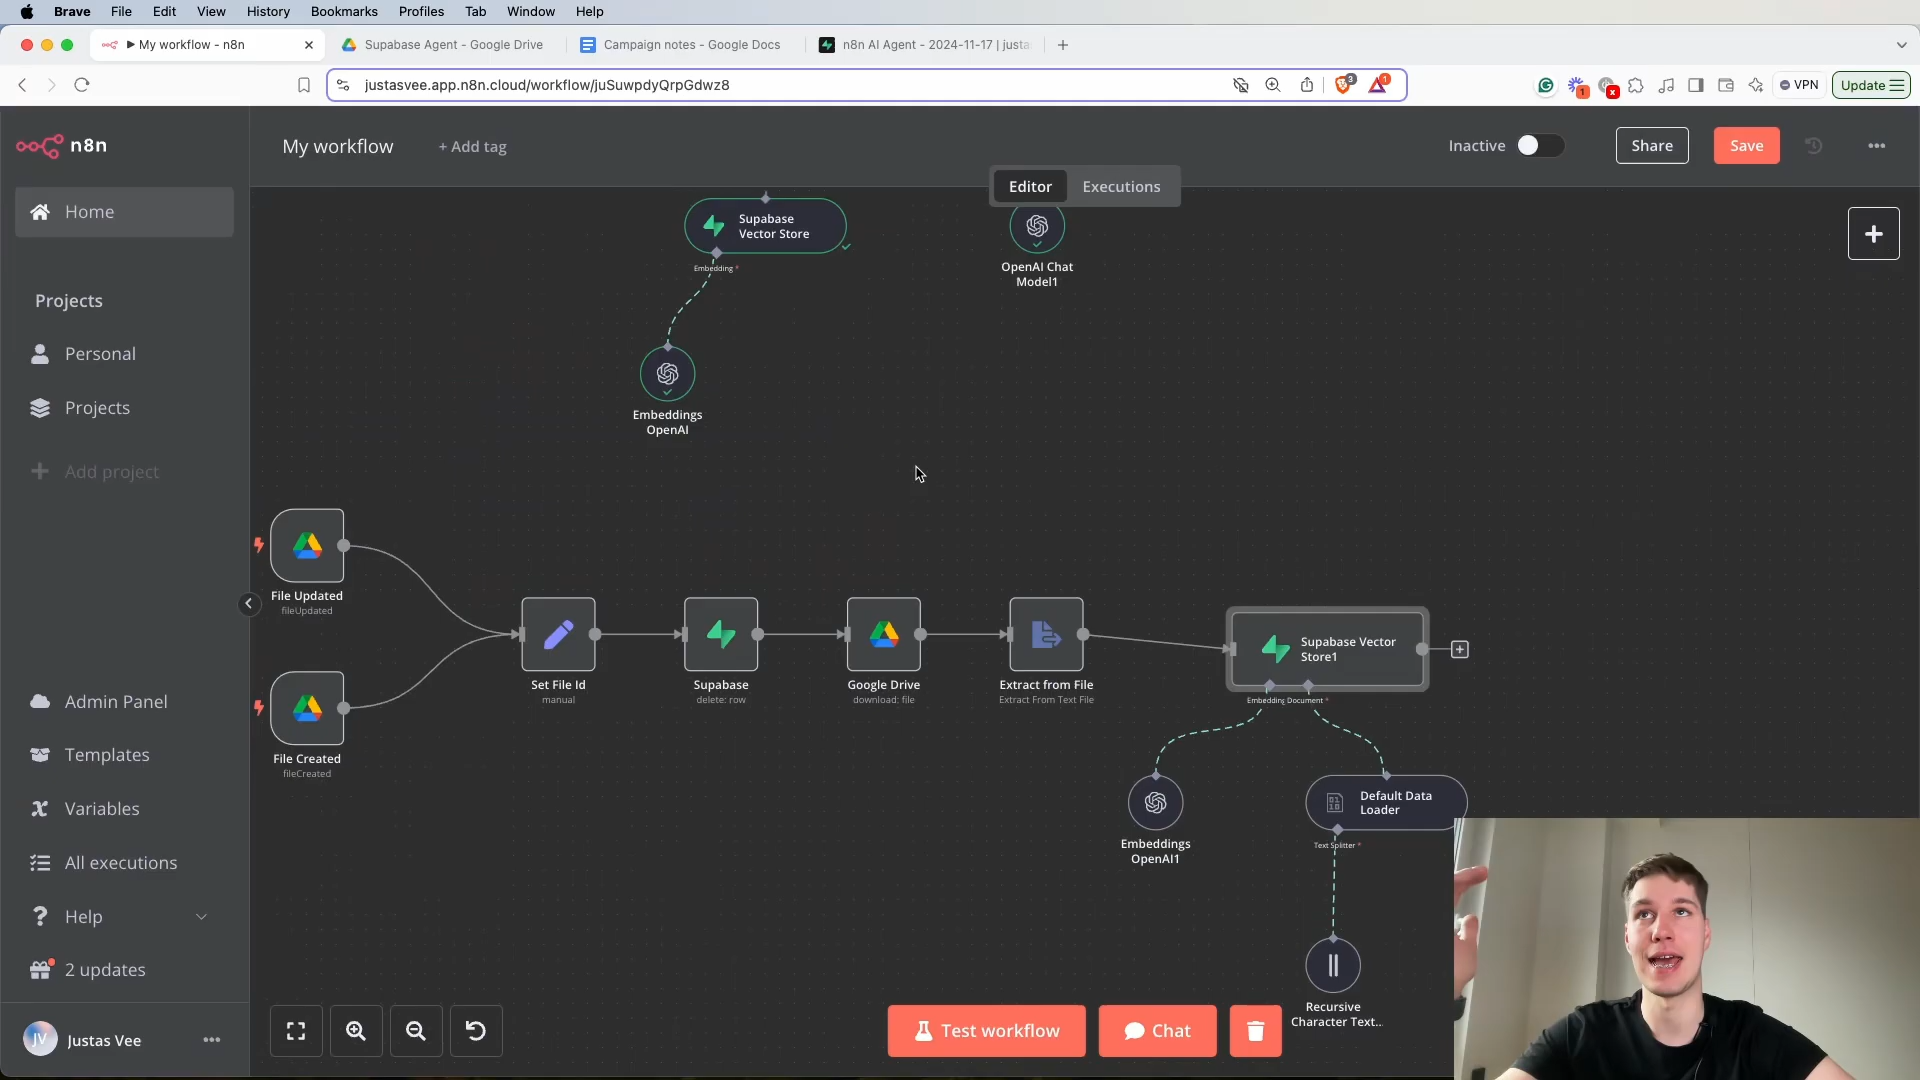 Brave File Edit View History Bookmarks Profiles Tab Window Help
My workflow - n8n
Supabase Agent - Google Drive
Campaign notes - Google Docs
n8n AI Agent - 2024-11-17 | justa
justasvee.app.n8n.cloud/workflow/juSuwpdyQrpGdwz8
3
1
1
x
VPN
Update
n8n
My workflow
+ Add tag
Inactive
Share
Save
Editor
Executions
Home
Projects
Personal
Projects
Add project
Admin Panel
Templates
Variables
All executions
Help
2 updates
JV
Justas Vee
Supabase
Vector Store
Embedding *
OpenAI Chat
Model1
Embeddings
OpenAI
File Updated
fileUpdated
File Created
fileCreated
Set File Id
manual
Supabase
delete: row
Google Drive
download: file
Extract from File
Extract From Text File
Supabase Vector
Store1
Embedding Document *
Embeddings
OpenAI1
Default Data
Loader
Text Splitter *
Recursive
Character Text...
Test workflow
Chat